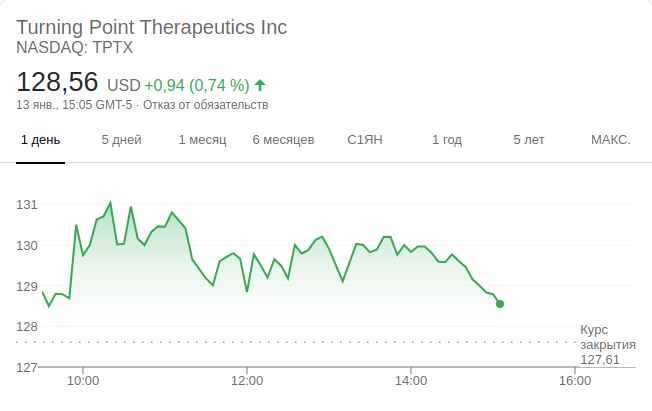 Turning Point Therapeutics Inc
NASDAQ: TPTX
128,56 USD +0,94 (0,74 %)
13 янв., 15:05 GMT-5 · Отказ от обязательств
1 день 5 дней 1 месяц 6 месяцев С1ЯН 1 год 5 лет МАКС.
131
130
129
128
Курс
закрытия
127,61
127
10:00 12:00 14:00 16:00